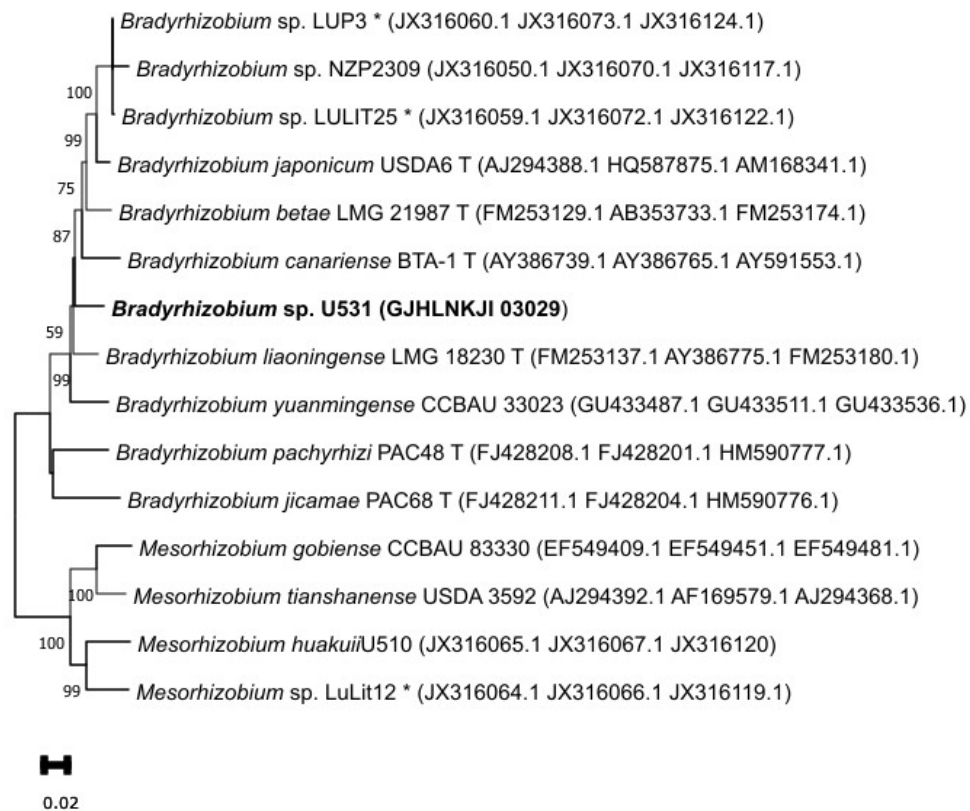 Bradyrhizobium sp. LUP3 * (JX316060.1 JX316073.1 JX316124.1)
Bradyrhizobium sp. NZP2309 (JX316050.1 JX316070.1 JX316117.1)
100
Bradyrhizobium sp. LULIT25 * (JX316059.1 JX316072.1 JX316122.1)
99
Bradyrhizobium japonicum USDA6 T (AJ294388.1 HQ587875.1 AM168341.1)
75
Bradyrhizobium betae LMG 21987 T (FM253129.1 AB353733.1 FM253174.1)
87
Bradyrhizobium canariense BTA-1 T (AY386739.1 AY386765.1 AY591553.1)
Bradyrhizobium sp. U531 (GJHLNKJI 03029)
59
Bradyrhizobium liaoningense LMG 18230 T (FM253137.1 AY386775.1 FM253180.1)
99
Bradyrhizobium yuanmingense CCBAU 33023 (GU433487.1 GU433511.1 GU433536.1)
Bradyrhizobium pachyrhizi PAC48 T (FJ428208.1 FJ428201.1 HM590777.1)
Bradyrhizobium jicamae PAC68 T (FJ428211.1 FJ428204.1 HM590776.1)
Mesorhizobium gobiense CCBAU 83330 (EF549409.1 EF549451.1 EF549481.1)
100
Mesorhizobium tianshanense USDA 3592 (AJ294392.1 AF169579.1 AJ294368.1)
100
Mesorhizobium huakuiiU510 (JX316065.1 JX316067.1 JX316120)
99
Mesorhizobium sp. LuLit12 * (JX316064.1 JX316066.1 JX316119.1)
0.02